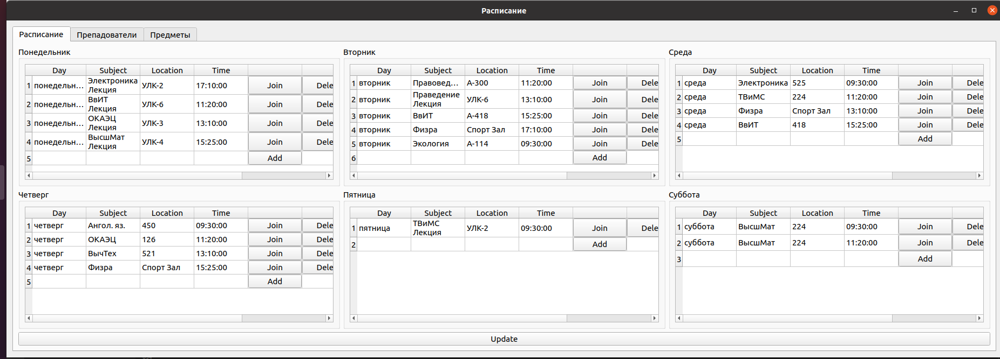 Расписание
Расписание Преподаватели Предметы
Понедельник
Day Subject Location Time
1 понедельн... Электроника Лекция УЛК-2 17:10:00 Join Dele
2 понедельн... ВвИТ Лекция УЛК-6 11:20:00 Join Dele
3 понедельн... ОКАЭЦ Лекция УЛК-3 13:10:00 Join Dele
4 понедельн... ВысшМат Лекция УЛК-4 15:25:00 Join Dele
5 Add
Вторник
Day Subject Location Time
1 вторник Правовед... А-300 11:20:00 Join Dele
2 вторник Праведение Лекция УЛК-6 13:10:00 Join Dele
3 вторник ВвИТ А-418 15:25:00 Join Dele
4 вторник Физра Спорт Зал 17:10:00 Join Dele
5 вторник Экология А-114 09:30:00 Join Dele
6 Add
Среда
Day Subject Location Time
1 среда Электроника 525 09:30:00 Join Dele
2 среда ТВиМС 224 11:20:00 Join Dele
3 среда Физра Спорт Зал 13:10:00 Join Dele
4 среда ВвИТ 418 15:25:00 Join Dele
5 Add
Четверг
Day Subject Location Time
1 четверг Ангол. яз. 450 09:30:00 Join Dele
2 четверг ОКАЭЦ 126 11:20:00 Join Dele
3 четверг ВычТех 521 13:10:00 Join Dele
4 четверг Физра Спорт Зал 15:25:00 Join Dele
5 Add
Пятница
Day Subject Location Time
1 пятница ТВиМС Лекция УЛК-2 09:30:00 Join Dele
2 Add
Суббота
Day Subject Location Time
1 суббота ВысшМат 224 09:30:00 Join Dele
2 суббота ВысшМат 224 11:20:00 Join Dele
3 Add
Update